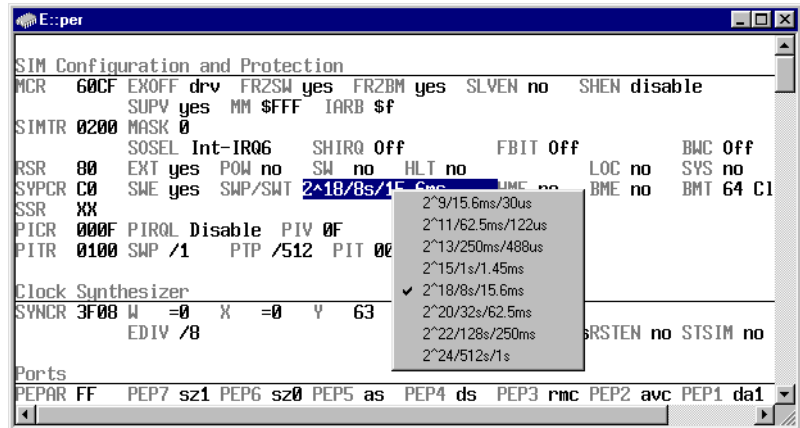 E::per
SIM Configuration and Protection
MCR 60CF EXOFF drv FRZSW yes FRZBM yes SLVEN no SHEN disable
SUPV yes MM $FFF IARB $f
SIMTR 0200 MASK 0
SOSEL Int-IRQ6 SHIRQ Off FBIT Off BWC Off
RSR 80 EXT yes POW no SW no HLT no LOC no SYS no
SYPCR C0 SWE yes SWP/SWT 2^18/8s/15.6ms HME no BME no BMT 64 Cl
SSR XX
PICR 000F PIRQL Disable PIV 0F
PITR 0100 SWP /1 PTP /512 PIT 00
2^9/15.6ms/30us
2^11/62.5ms/122us
2^13/250ms/488us
2^15/1s/1.45ms
✔ 2^18/8s/15.6ms
2^20/32s/62.5ms
2^22/128s/250ms
2^24/512s/1s
Clock Synthesizer
SYNCR 3F08 W =0 X =0 Y 63
EDIV /8 sRSTEN no STSIM no
Ports
PEPAR FF PEP7 sz1 PEP6 sz0 PEP5 as PEP4 ds PEP3 rmc PEP2 avc PEP1 da1